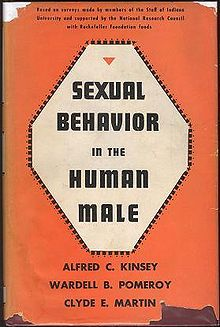 Based on surveys made by members of the Staff of Indiana
University and supported by the National Research Council
with Rockefeller Foundation funds
SEXUAL
BEHAVIOR
IN THE
HUMAN
MALE
ALFRED C. KINSEY
WARDELL B. POMEROY
CLYDE E. MARTIN